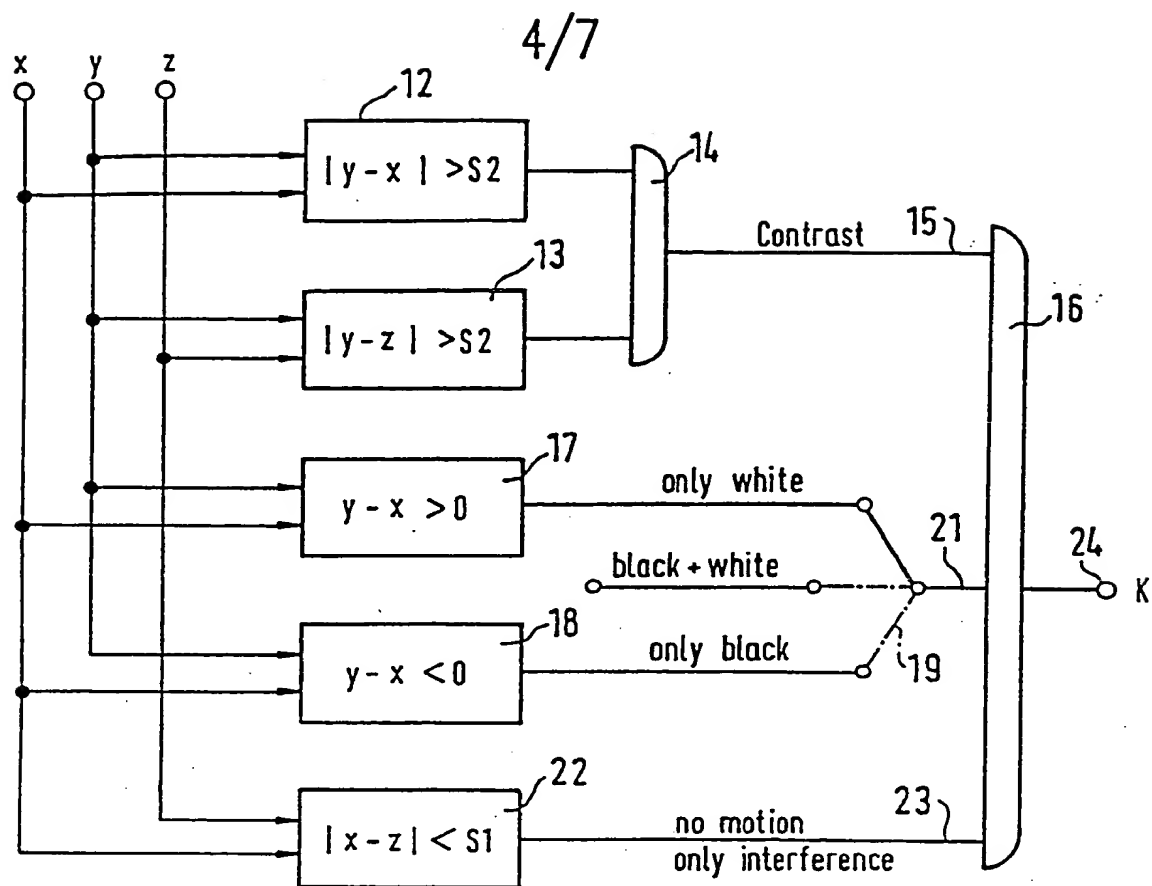 4/7
x y z
12
|y-x| >S2
14
Contrast
15
13
|y-z| >S2
16
17
y-x >0
only white
21
24
K
black+white
18
y-x <0
only black
19
22
|x-z| < S1
no motion
23
only interference